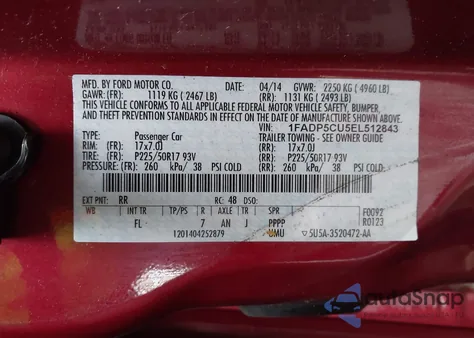 MFD. BY FORD MOTOR CO. DATE: 04/14 GVWR: 2250 KG ( 4960 LB)
GAWR: (FR): 1119 KG ( 2467 LB) (RR): 1131 KG ( 2493 LB)
THIS VEHICLE CONFORMS TO ALL APPLICABLE FEDERAL MOTOR VEHICLE SAFETY, BUMPER,
AND THEFT PREVENTION STANDARDS IN EFFECT ON THE DATE OF MANUFACTURE SHOWN ABOVE.
VIN: 1FADP5CU5EL512843
TYPE: Passenger Car TRAILER TOWING - SEE OWNER GUIDE
RIM: (FR) 17x7.0J (RR) 17x7.0J
TIRE: P225/50R17 93V P225/50R17 93V
PRESSURE: (FR) 260 kPa/ 38 PSI COLD (RR) 260 kPa/ 38 PSI COLD
EXT PNT: RR RC: 48 DSO:
WB INT TR TP/PS R AXLE TR SPR F0092
FL 7 AN J PPPP R0123
1201404252879 UMU 5U5A-3520472-AA
autoSnap